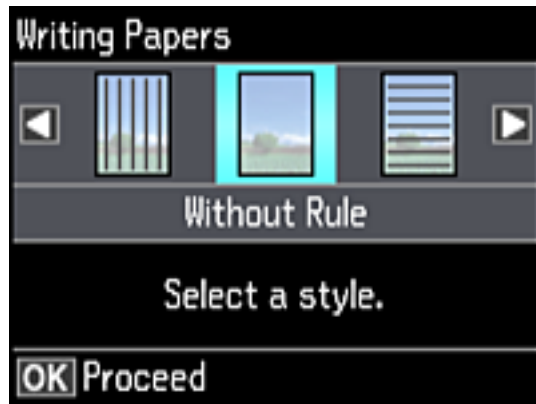 Writing Papers
Without Rule
Select a style.
OK Proceed